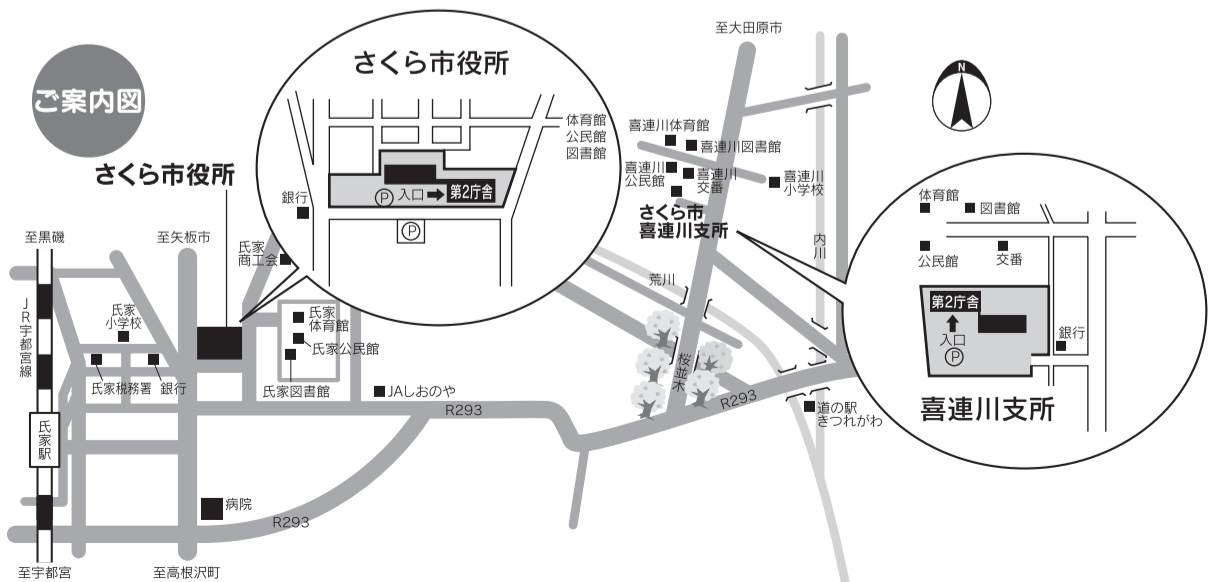 ご案内図
さくら市役所
さくら市役所
体育館
公民館
図書館
銀行
P
入口
第2庁舎
P
氏家
商工会
至黒磯
至矢板市
JR宇都宮線
氏家
小学校
氏家税務署
銀行
氏家
体育館
氏家公民館
氏家図書館
JAしおのや
R293
氏家駅
病院
R293
至宇都宮
至高根沢町
至大田原市
喜連川体育館
喜連川図書館
喜連川
公民館
喜連川
交番
喜連川
小学校
さくら市
喜連川支所
内川
荒川
桜並木
R293
道の駅
きつれがわ
N
体育館
図書館
公民館
交番
第2庁舎
入口
P
銀行
喜連川支所